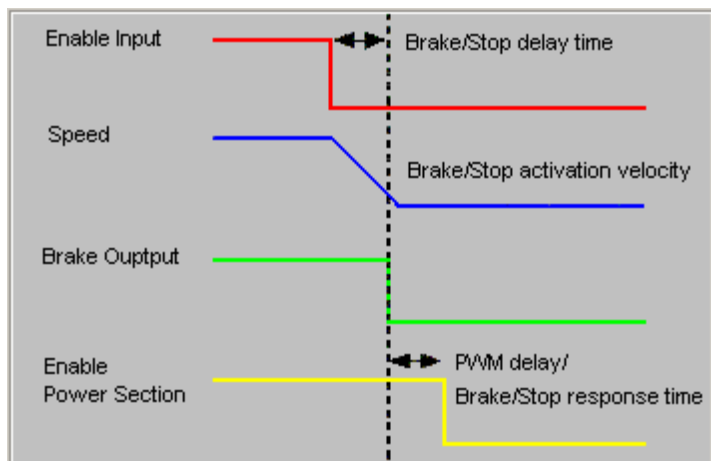 Enable Input
Brake/Stop delay time
Speed
Brake/Stop activation velocity
Brake Ouptput
Enable
Power Section
PWM delay/
Brake/Stop response time